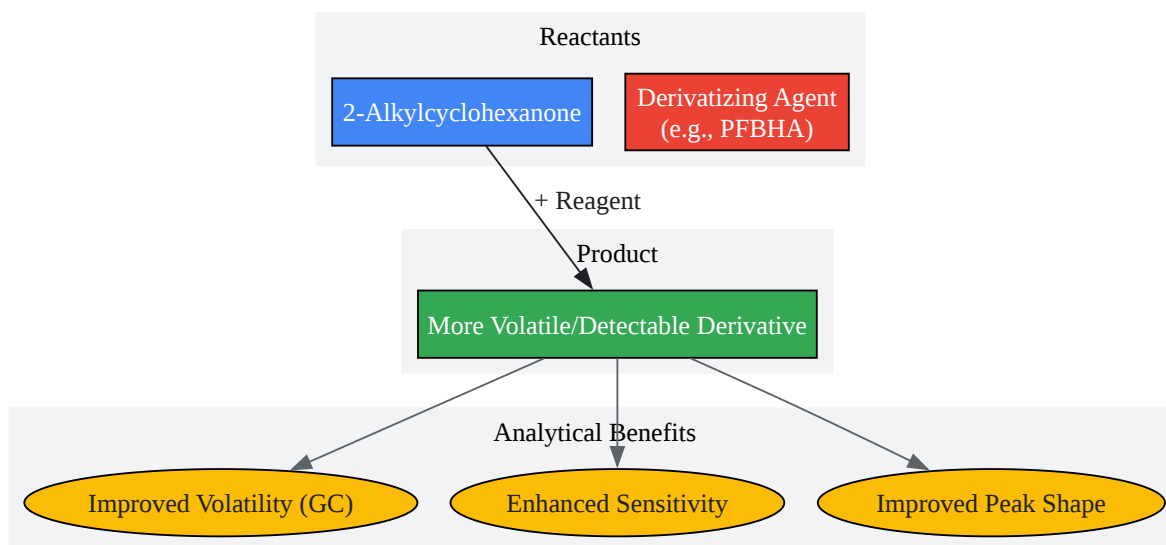 Reactants
2-Alkylcyclohexanone
Derivatizing Agent
(e.g., PFBHA)
+ Reagent
Product
More Volatile/Detectable Derivative
Analytical Benefits
Improved Volatility (GC)
Enhanced Sensitivity
Improved Peak Shape